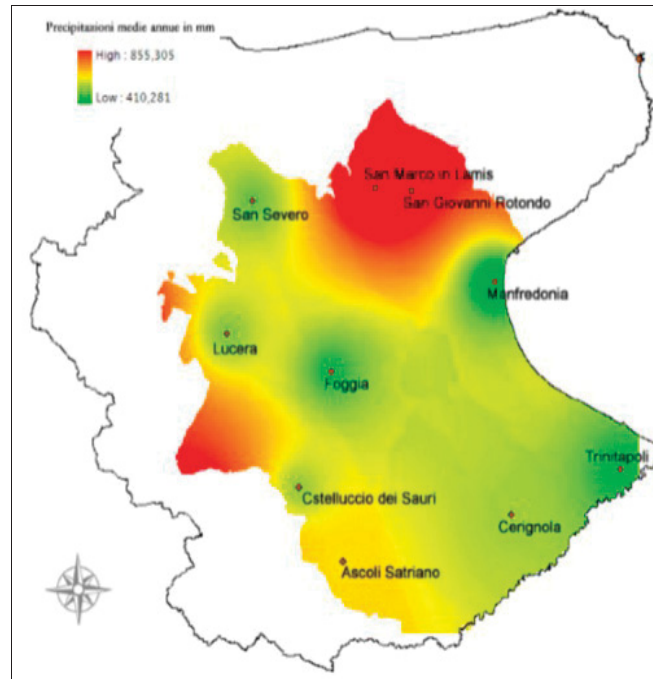 Precipitazioni medie annue in mm
High : 855,305
Low : 410,281
San Marco in Lamis
San Giovanni Rotondo
San Severo
Manfredonia
Lucera
Foggia
Trinitapoli
Cstelluccio dei Sauri
Cerignola
Ascoli Satriano